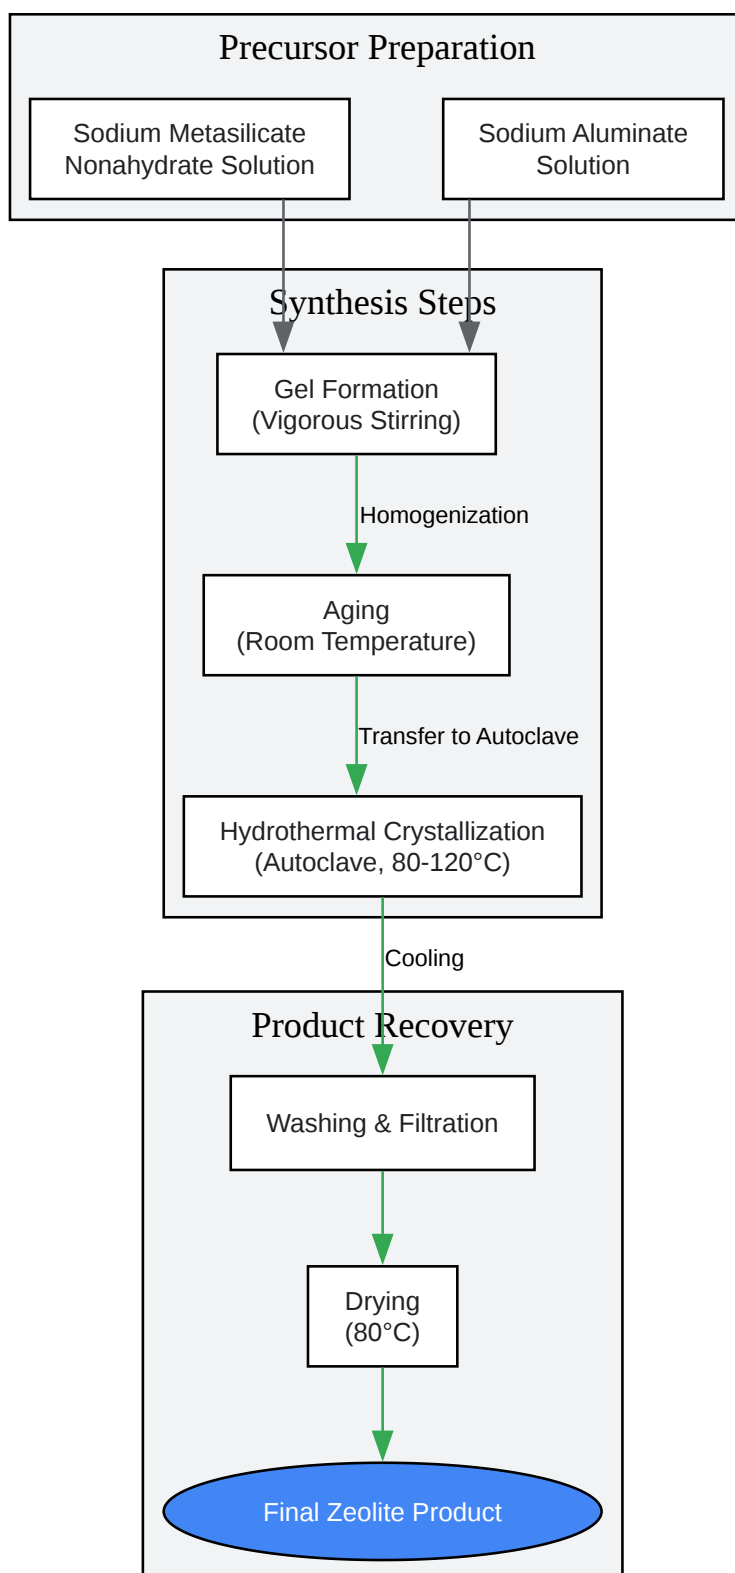 Precursor Preparation
Sodium Metasilicate
Nonahydrate Solution
Sodium Aluminate
Solution
Synthesis Steps
Gel Formation
(Vigorous Stirring)
Homogenization
Aging
(Room Temperature)
Transfer to Autoclave
Hydrothermal Crystallization
(Autoclave, 80-120°C)
Cooling
Product Recovery
Washing & Filtration
Drying
(80°C)
Final Zeolite Product